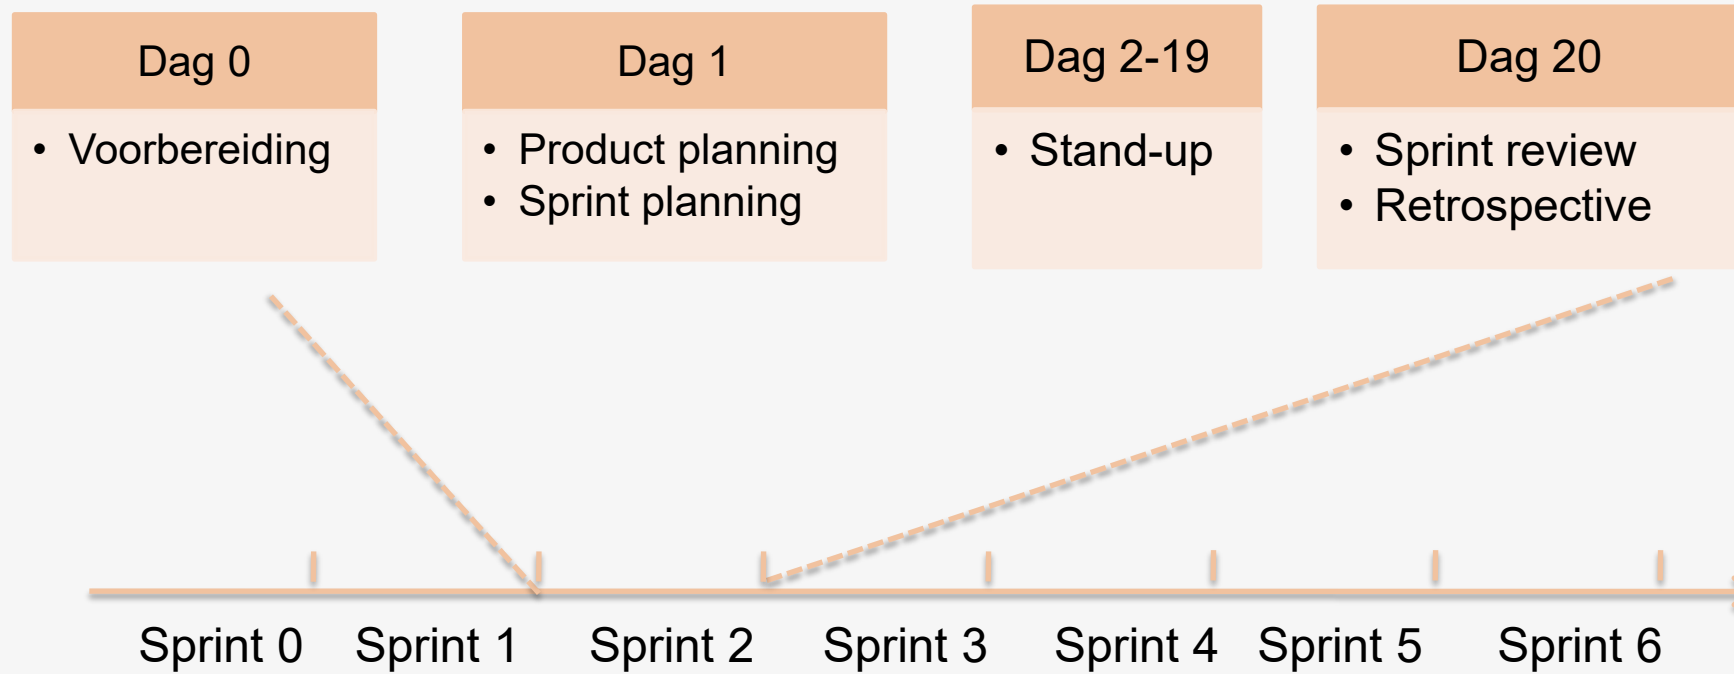 Dag 0
• Voorbereiding
Dag 1
• Product planning
• Sprint planning
Dag 2-19
• Stand-up
Dag 20
• Sprint review
• Retrospective
Sprint 0
Sprint 1
Sprint 2
Sprint 3
Sprint 4
Sprint 5
Sprint 6